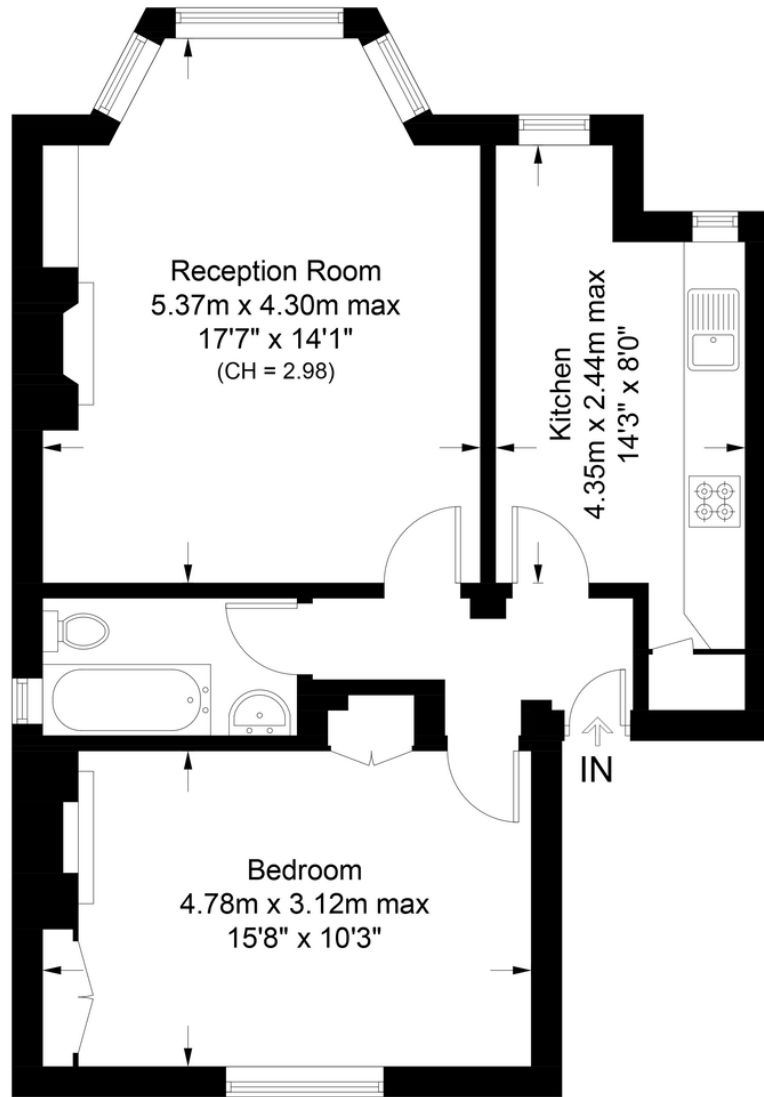 Reception Room
5.37m x 4.30m max
17'7" x 14'1"
(CH = 2.98)
Kitchen
4.35m x 2.44m max
14'3" x 8'0"
IN
Bedroom
4.78m x 3.12m max
15'8" x 10'3"